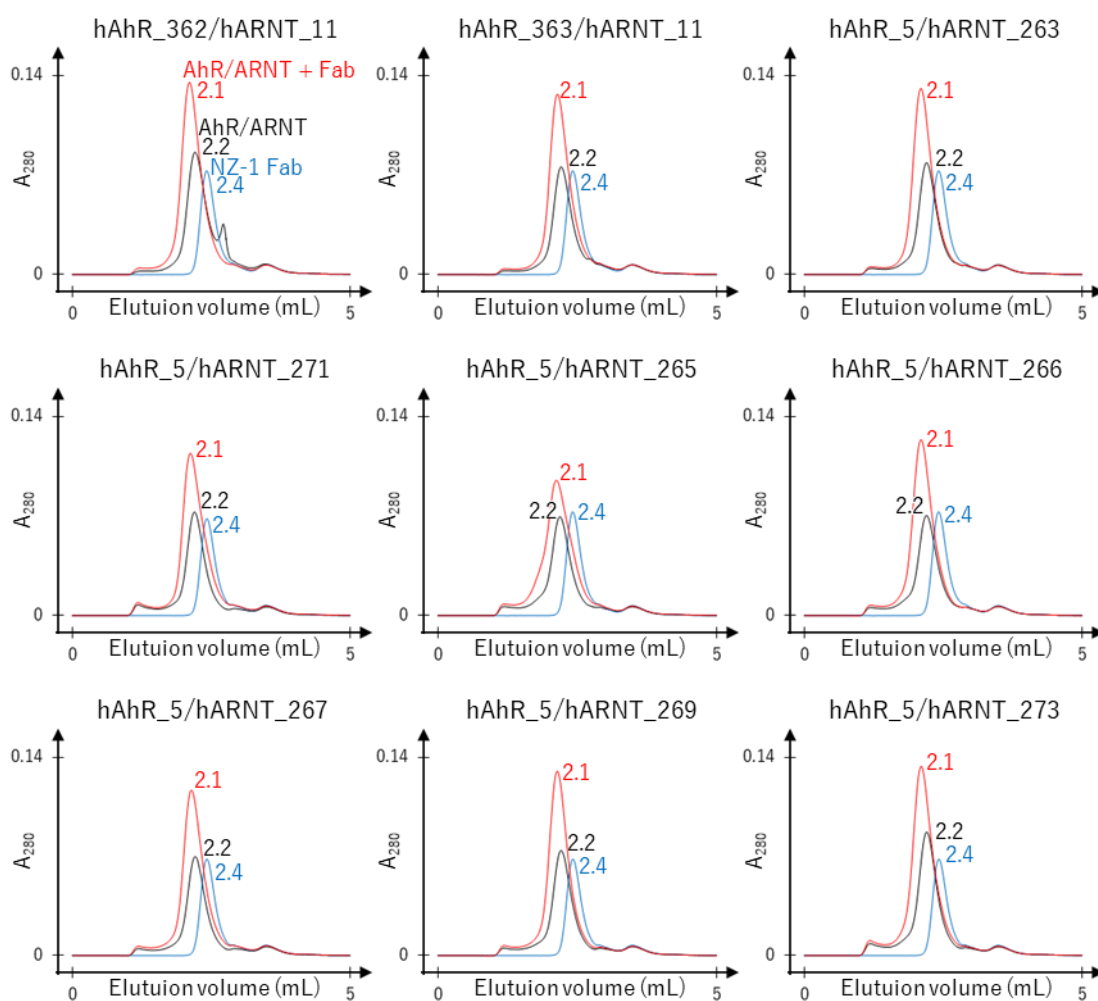 hAhR_362/hARNT_11
hAhR_363/hARNT_11
hAhR_5/hARNT_263
0.14
AhR/ARNT + Fab
2.1
AhR/ARNT
2.2
NZ-1 Fab
2.4
A280
0
0
Elutuion volume (mL)
5
0.14
2.1
2.2
2.4
A280
0
0
Elutuion volume (mL)
5
0.14
2.1
2.2
2.4
A280
0
0
Elutuion volume (mL)
5
hAhR_5/hARNT_271
hAhR_5/hARNT_265
hAhR_5/hARNT_266
0.14
2.1
2.2
2.4
A280
0
0
Elutuion volume (mL)
5
0.14
2.1
2.2
2.4
A280
0
0
Elutuion volume (mL)
5
0.14
2.1
2.2
2.4
A280
0
0
Elutuion volume (mL)
5
hAhR_5/hARNT_267
hAhR_5/hARNT_269
hAhR_5/hARNT_273
0.14
2.1
2.2
2.4
A280
0
0
Elutuion volume (mL)
5
0.14
2.1
2.2
2.4
A280
0
0
Elutuion volume (mL)
5
0.14
2.1
2.2
2.4
A280
0
0
Elutuion volume (mL)
5